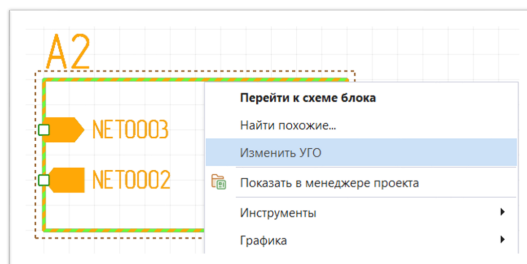 A2
NET0003
NET0002
Перейти к схеме блока
Найти похожие...
Изменить УГО
Показать в менеджере проекта
Инструменты
Графика